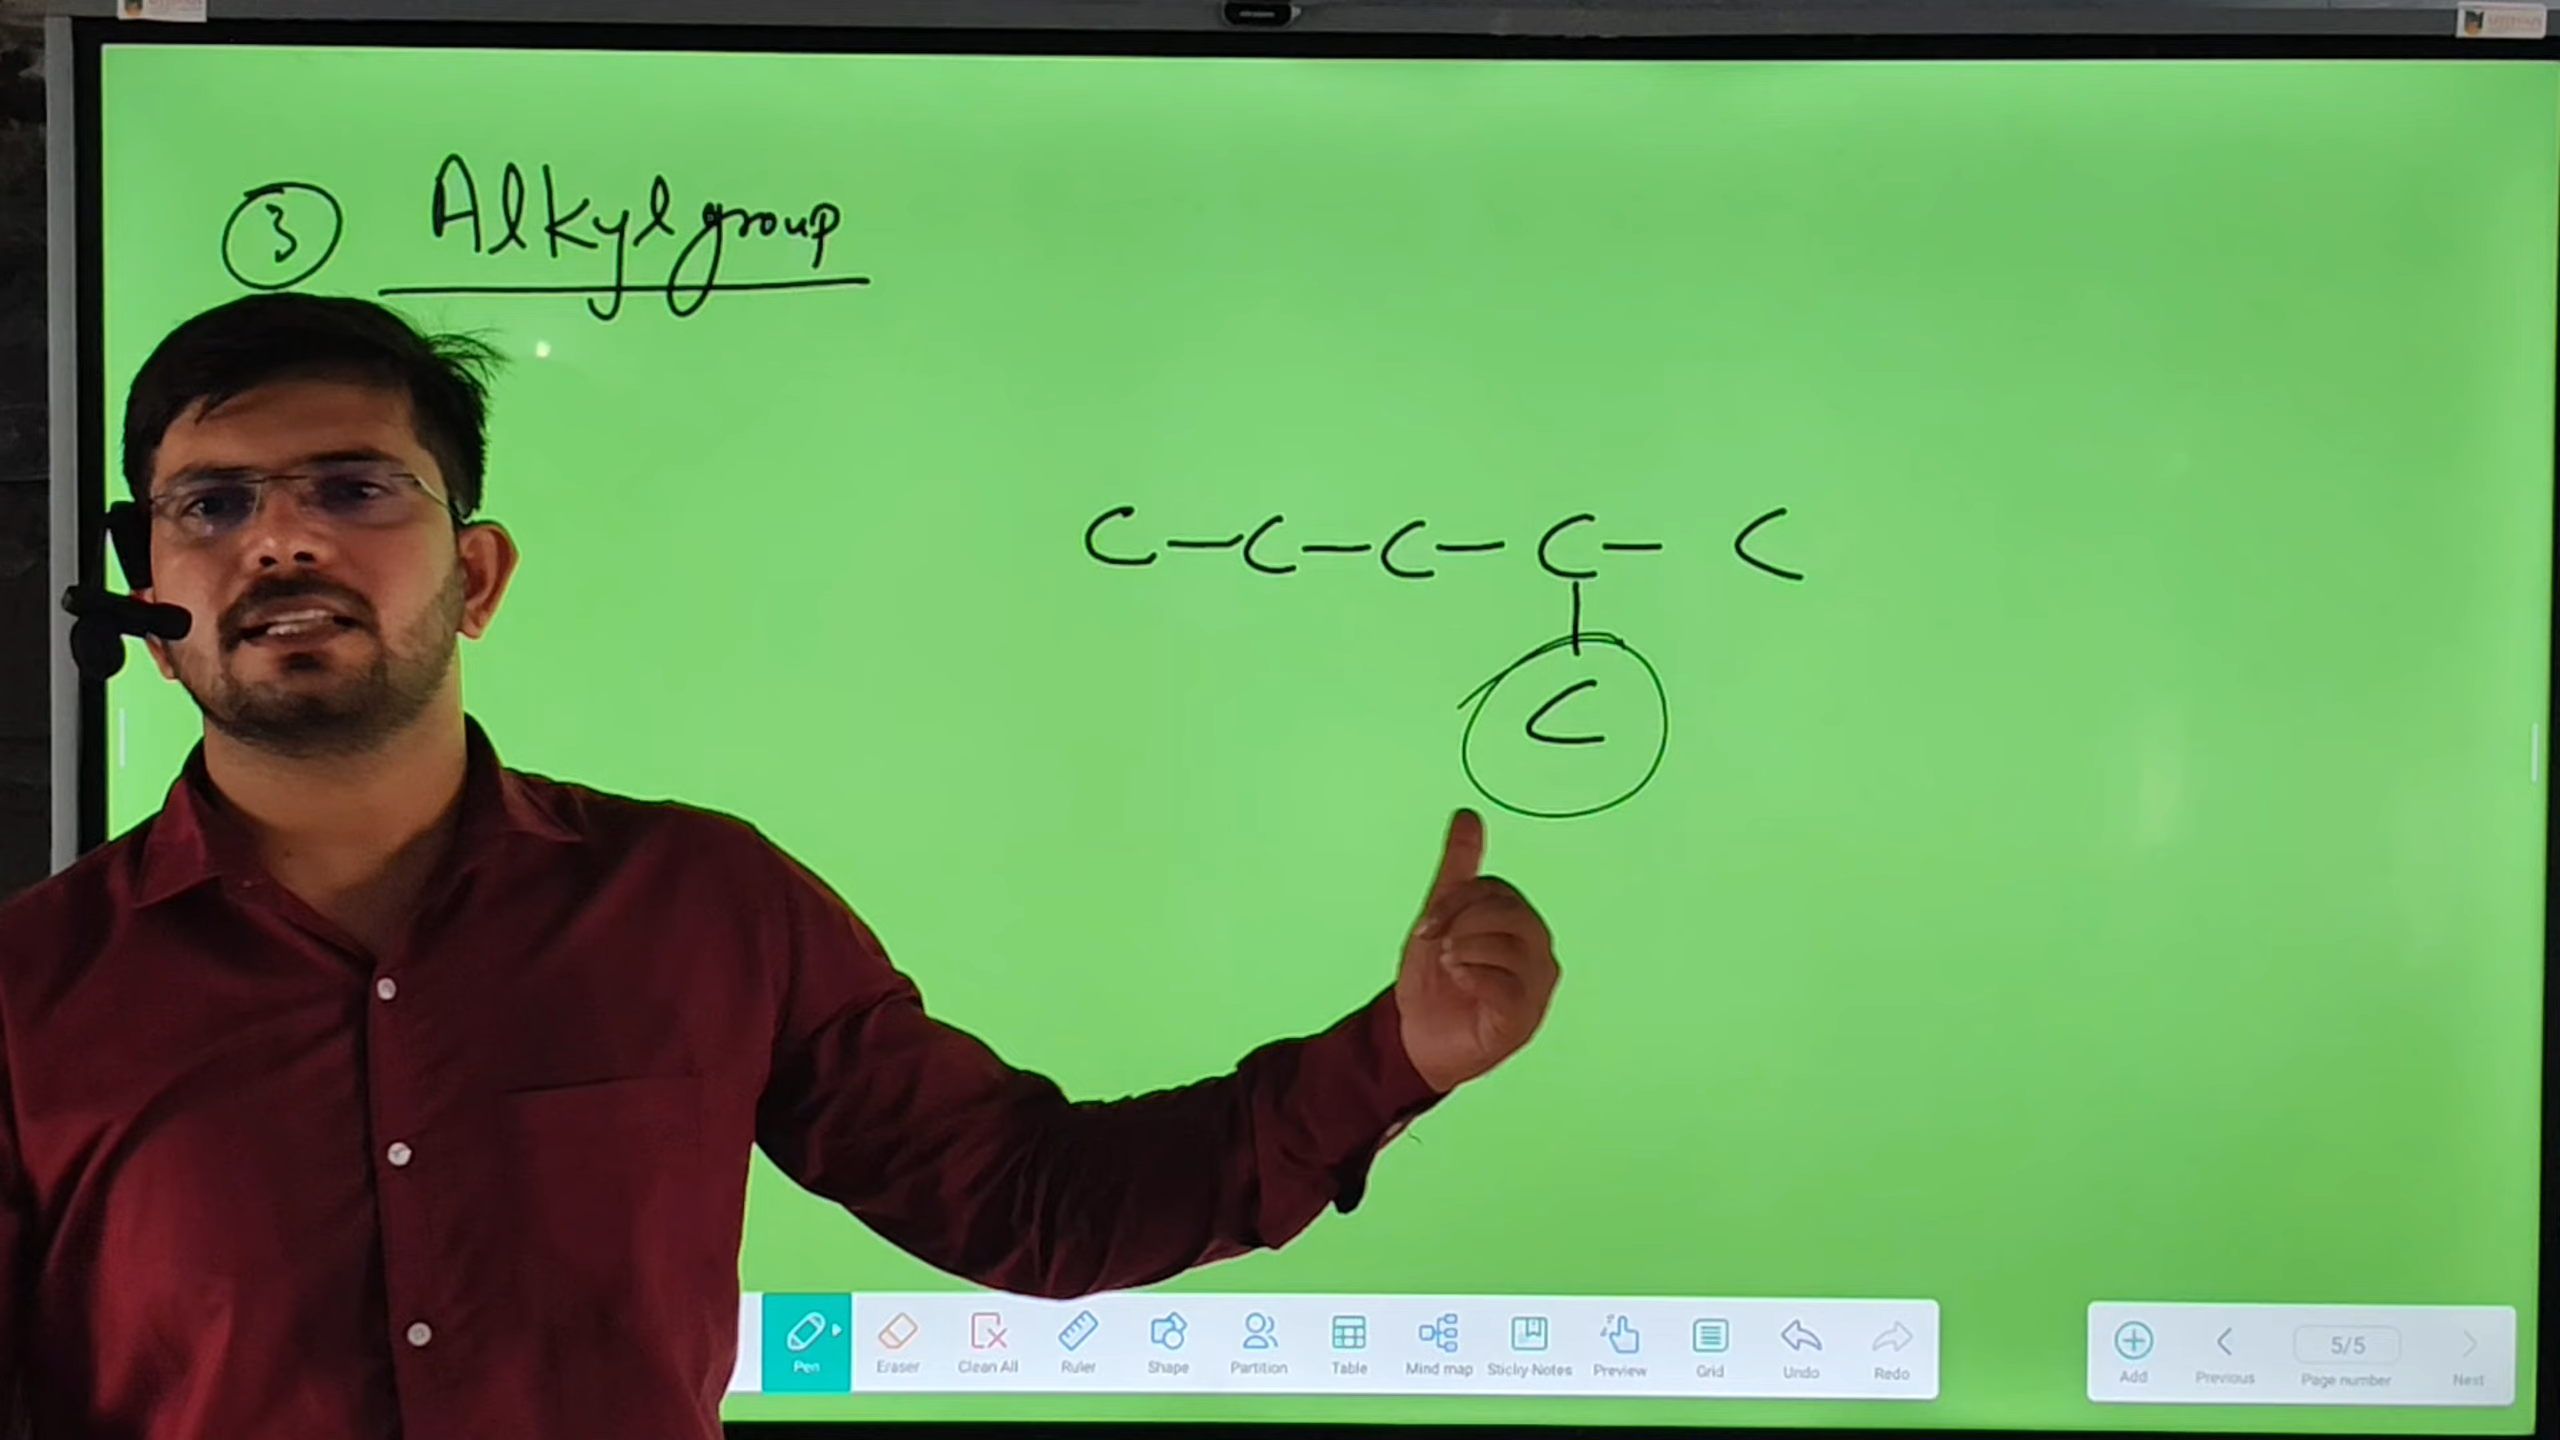 ③ Alkyl group
C-C-C-C- C
C
Pen Eraser Clean All Ruler Shape Partition Table Mind map Sticky Notes Preview Grid Undo Redo
Add Previous 5/5 Page number Next